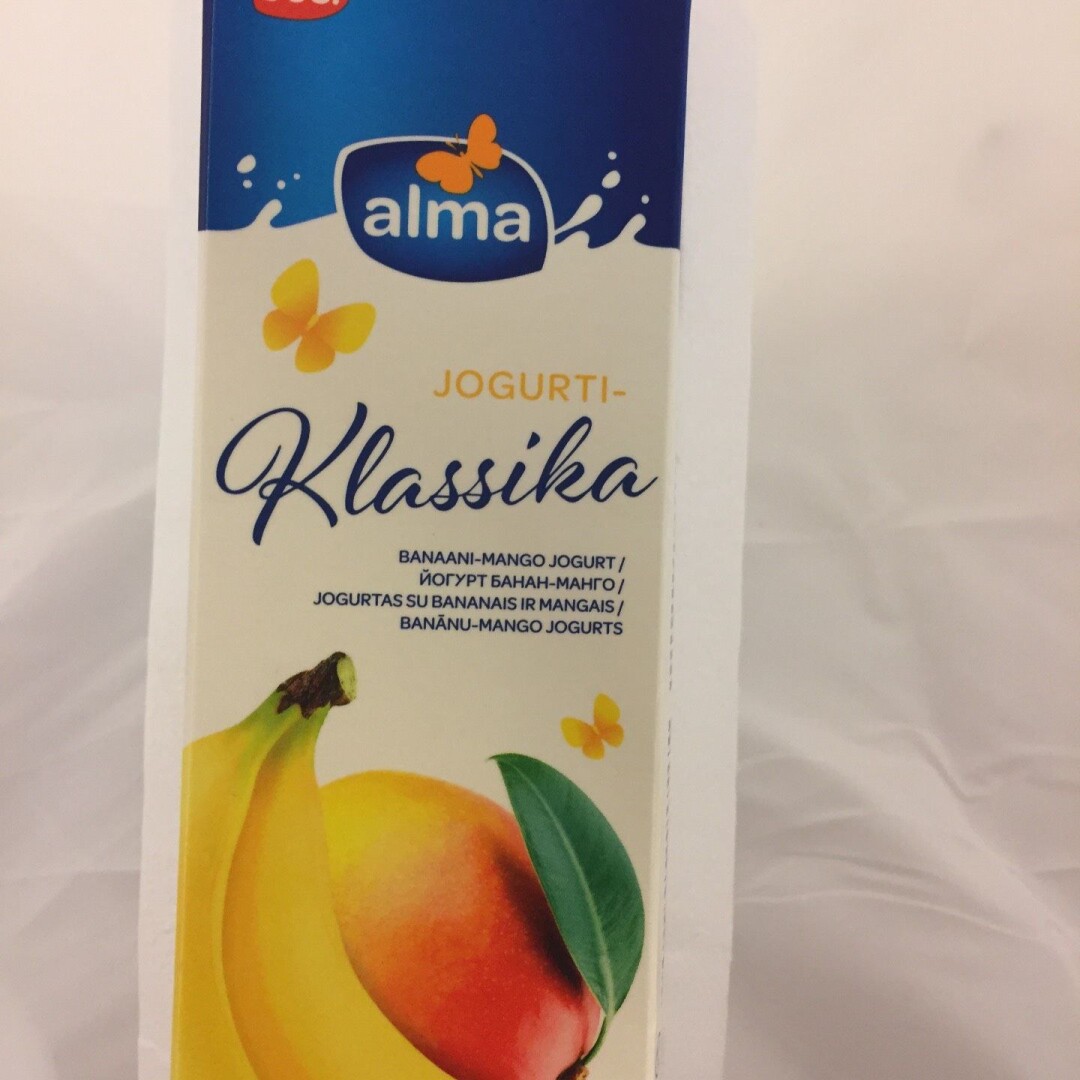 alma
JOGURTI-
Klassika
BANAANI-MANGO JOGURT /
ЙОГУРТ БАНАН-МАНГО /
JOGURTAS SU BANANAIS IR MANGAIS /
BANĀNU-MANGO JOGURTS